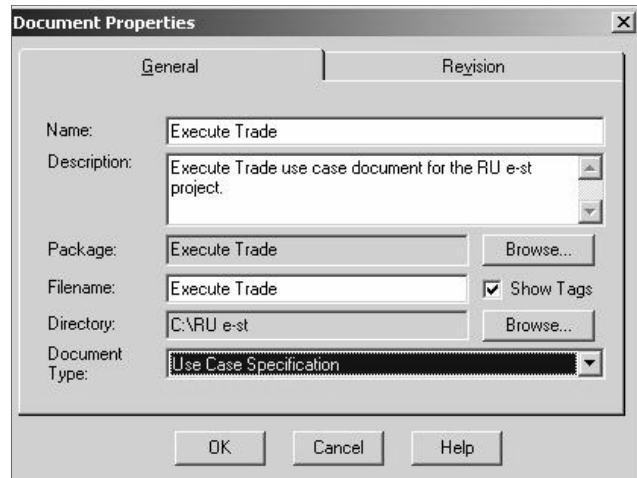 Document Properties
General Revision
Name: Execute Trade
Description: Execute Trade use case document for the RU e-st
project.
Package: Execute Trade Browse...
Filename: Execute Trade Show Tags
Directory: C:\RU e-st Browse...
Document
Type: Use Case Specification
OK Cancel Help